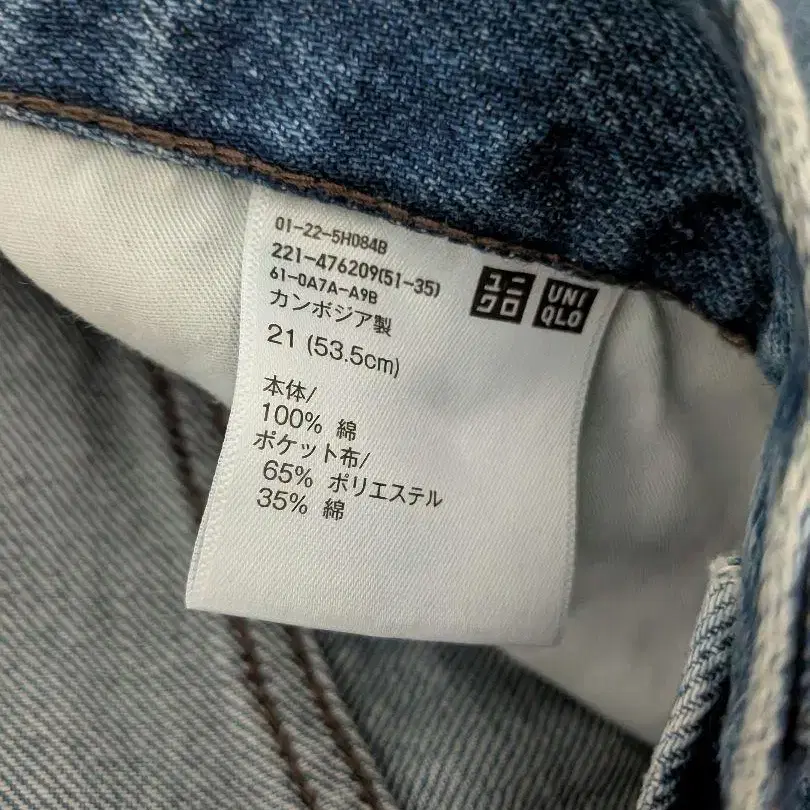 01-22-5H084B
221-476209(51-35)
61-0A7A-A9B
カンボジア製
21 (53.5cm)
ユニ
クロ
UNI
QLO
本体/
100% 綿
ポケット布/
65% ポリエステル
35% 綿